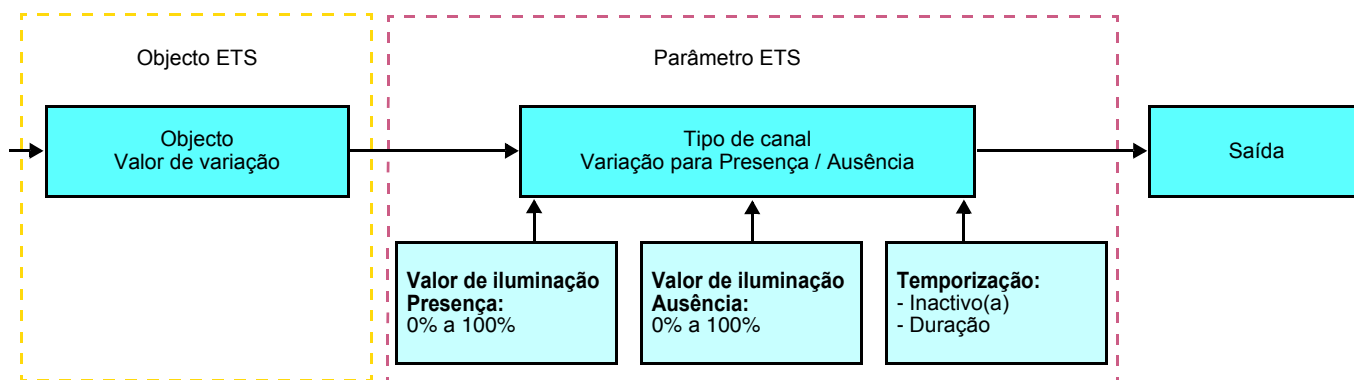 Objecto ETS
Parâmetro ETS
Objecto
Valor de variação
Tipo de canal
Variação para Presença / Ausência
Saída
Valor de iluminação
Presença:
0% a 100%
Valor de iluminação
Ausência:
0% a 100%
Temporização:
- Inactivo(a)
- Duração